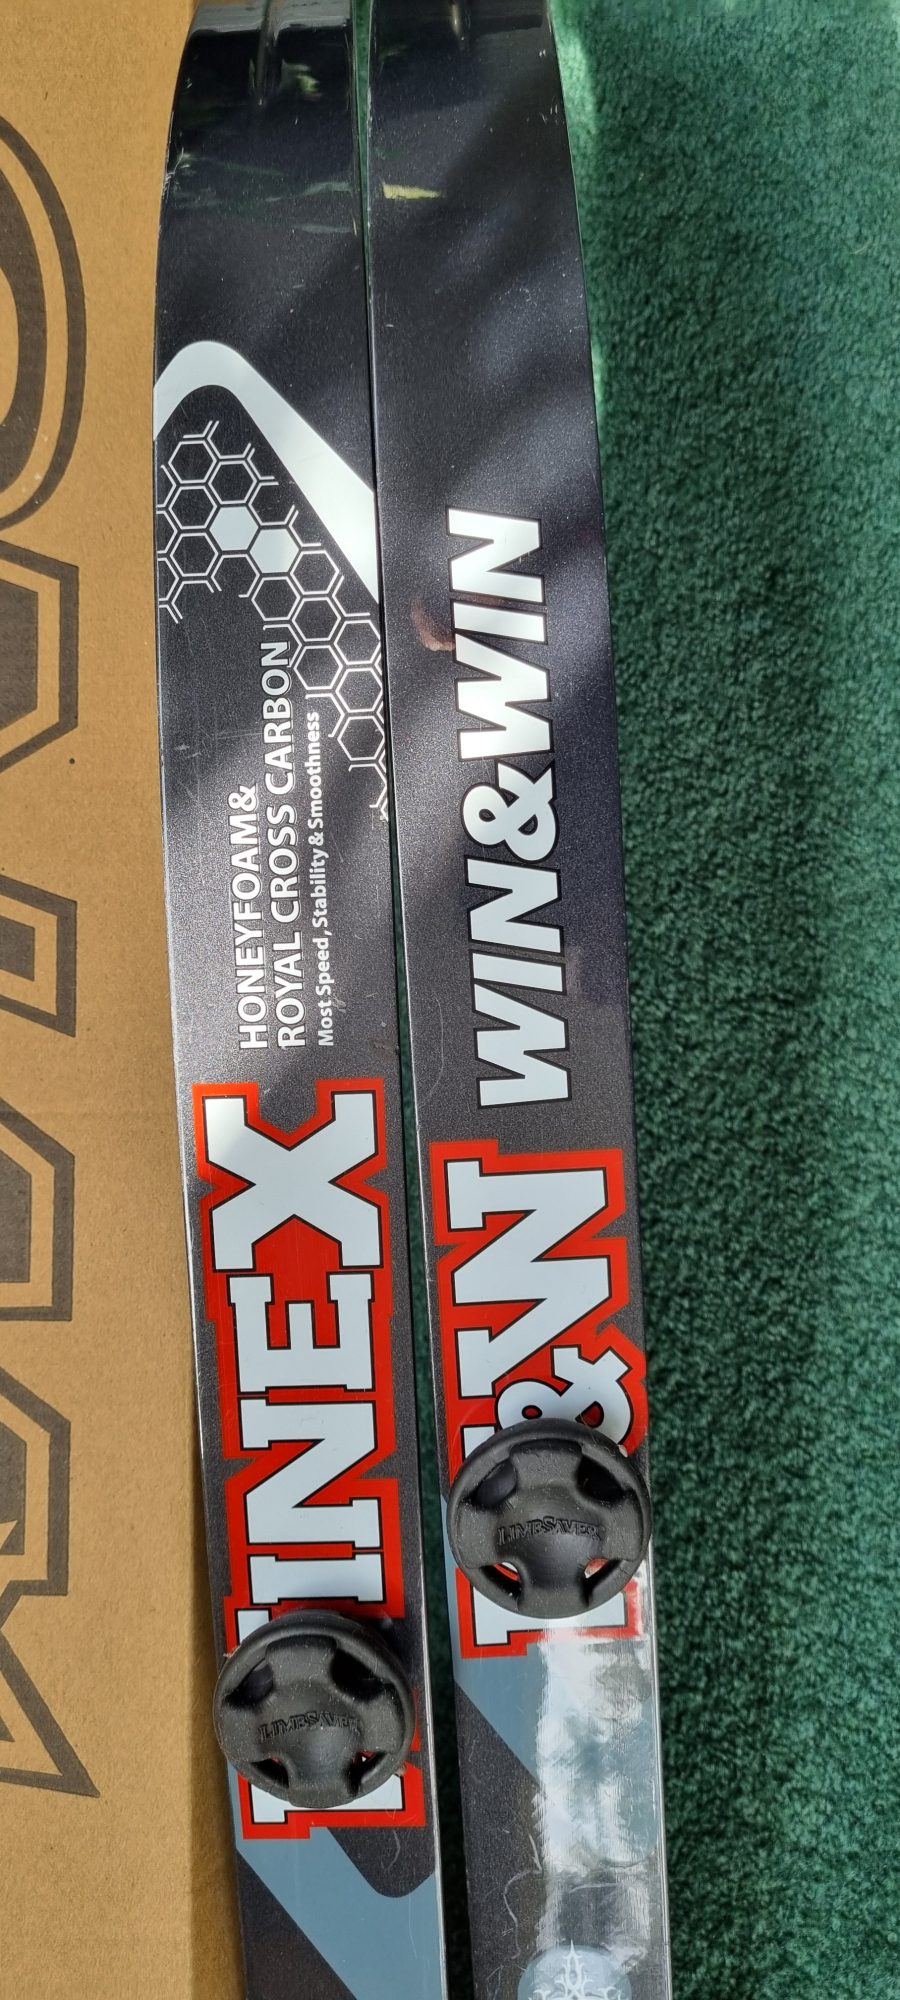 HONEYFOAM&
ROYAL CROSS CARBON
Most Speed, Stability & Smoothness
INEX
WIN&WIN
&W
LIMBSAVER
LIMBSAVER